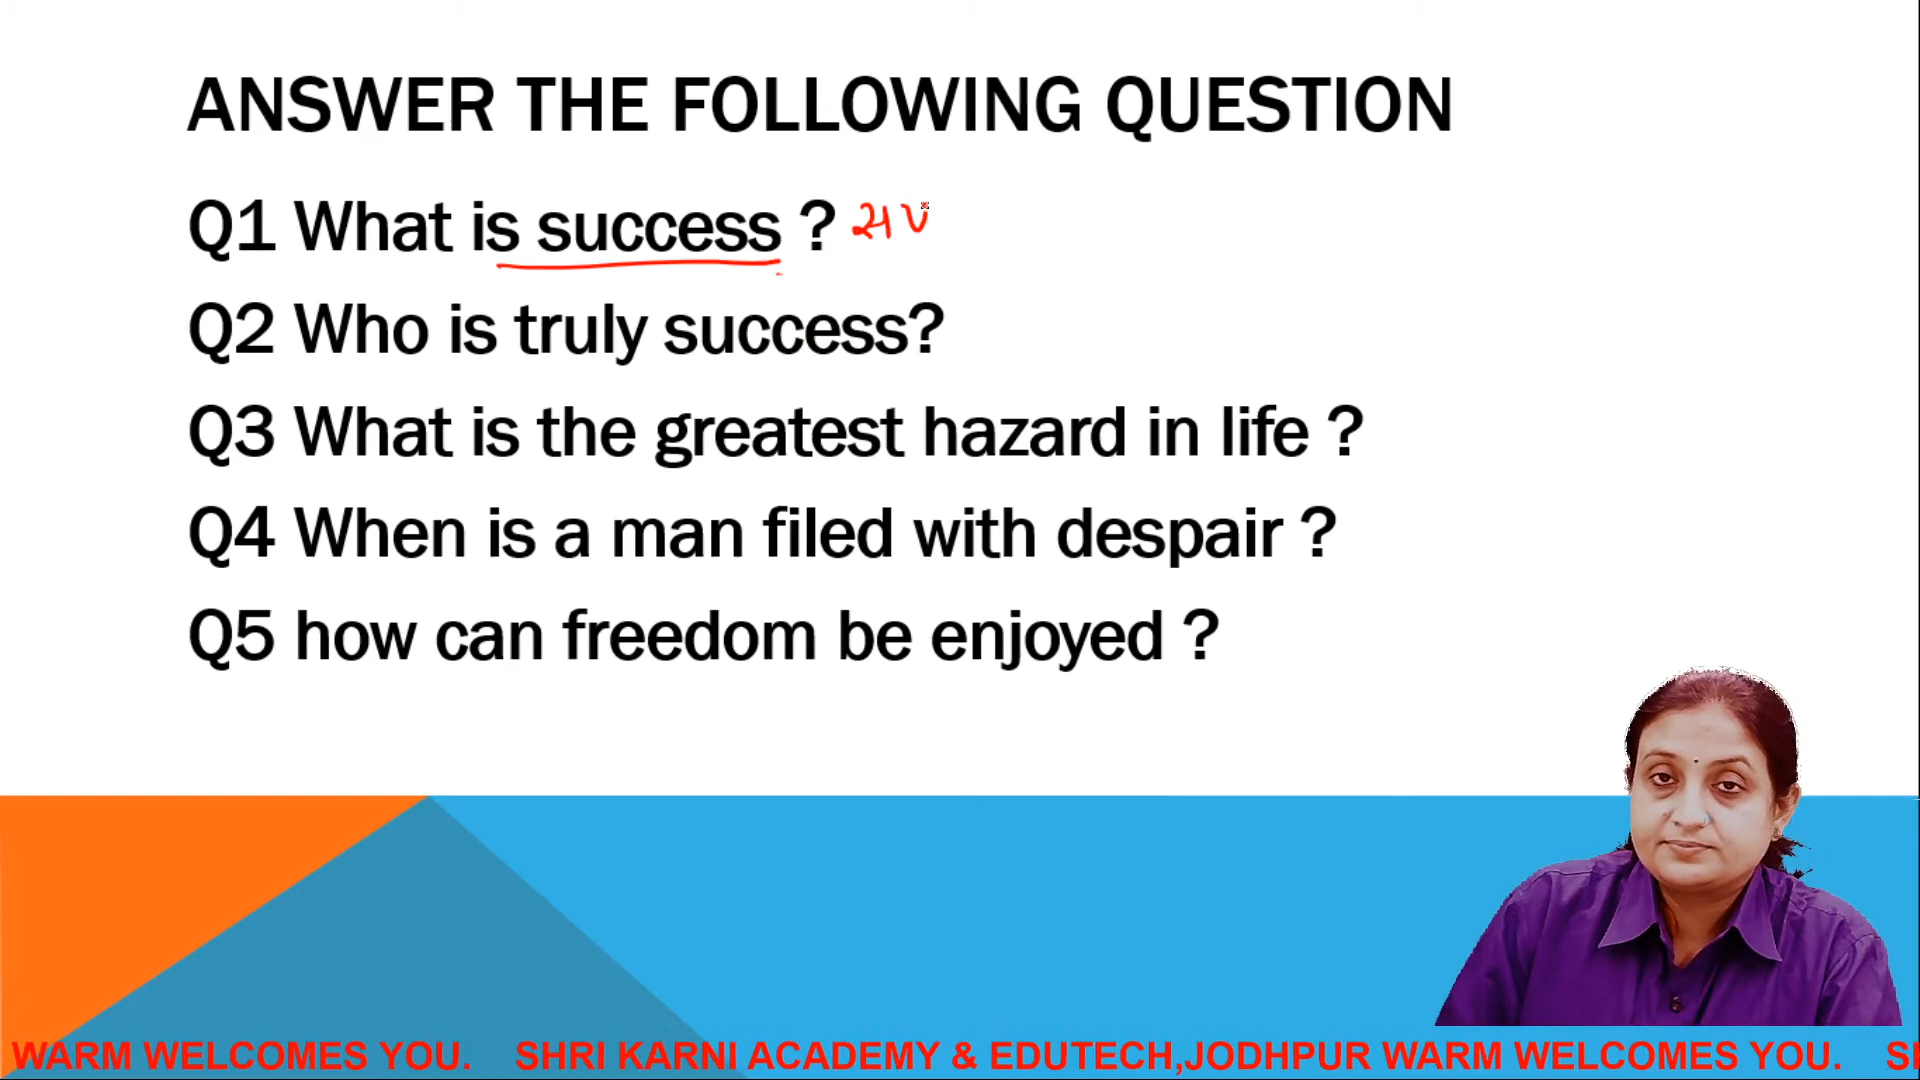 ANSWER THE FOLLOWING QUESTION
Q1 What is success ?
Q2 Who is truly success?
Q3 What is the greatest hazard in life ?
Q4 When is a man filed with despair ?
Q5 how can freedom be enjoyed ?
WARM WELCOMES YOU. SHRI KARNI ACADEMY & EDUTECH,JODHPUR WARM WELCOMES YOU.